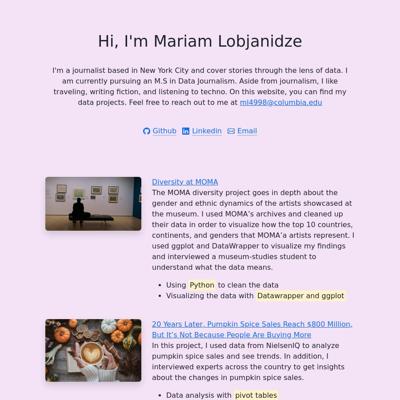 Hi, I'm Mariam Lobjanidze
I'm a journalist based in New York City and cover stories through the lens of data. I
am currently pursuing an M.S in Data Journalism. Aside from journalism, I like
traveling, writing fiction, and listening to techno. On this website, you can find my
data projects. Feel free to reach out to me at ml4998@columbia.edu
Github Linkedin Email
Diversity at MOMA
The MOMA diversity project goes in depth about the
gender and ethnic dynamics of the artists showcased at
the museum. I used MOMA's archives and cleaned up
their data in order to visualize how the top 10 countries,
continents, and genders that MOMA'a artists represent. I
used ggplot and DataWrapper to visualize my findings
and interviewed a museum-studies student to
understand what the data means.
• Using Python to clean the data
• Visualizing the data with Datawrapper and ggplot
20 Years Later, Pumpkin Spice Sales Reach $800 Million,
But It's Not Because People Are Buying More
In this project, I used data from NielsenIQ to analyze
pumpkin spice sales and see trends. In addition, I
interviewed experts across the country to get insights
about the changes in pumpkin spice sales.
• Data analysis with pivot tables